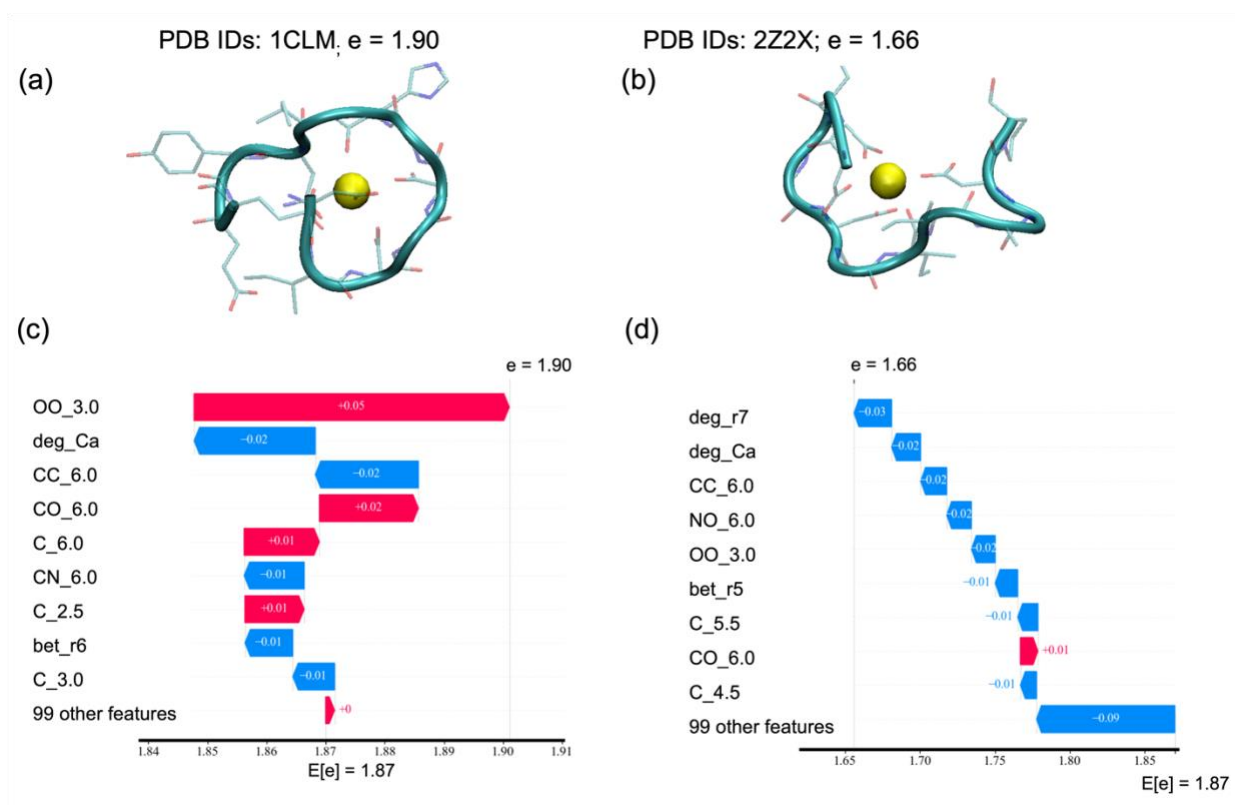 PDB IDs: 1CLM; e = 1.90
PDB IDs: 2Z2X; e = 1.66
(a)
(b)
(c)
e = 1.90
OO_3.0
+0.05
deg_Ca
−0.02
CC_6.0
−0.02
CO_6.0
+0.02
C_6.0
+0.01
CN_6.0
−0.01
C_2.5
+0.01
bet_r6
−0.01
C_3.0
−0.01
99 other features
+0
1.84 1.85 1.86 1.87 1.88 1.89 1.90 1.91
E[e] = 1.87
(d)
e = 1.66
deg_r7
−0.03
deg_Ca
−0.02
CC_6.0
−0.02
NO_6.0
−0.02
OO_3.0
−0.02
bet_r5
−0.01
C_5.5
−0.01
CO_6.0
+0.01
C_4.5
−0.01
99 other features
−0.09
1.65 1.70 1.75 1.80 1.85
E[e] = 1.87